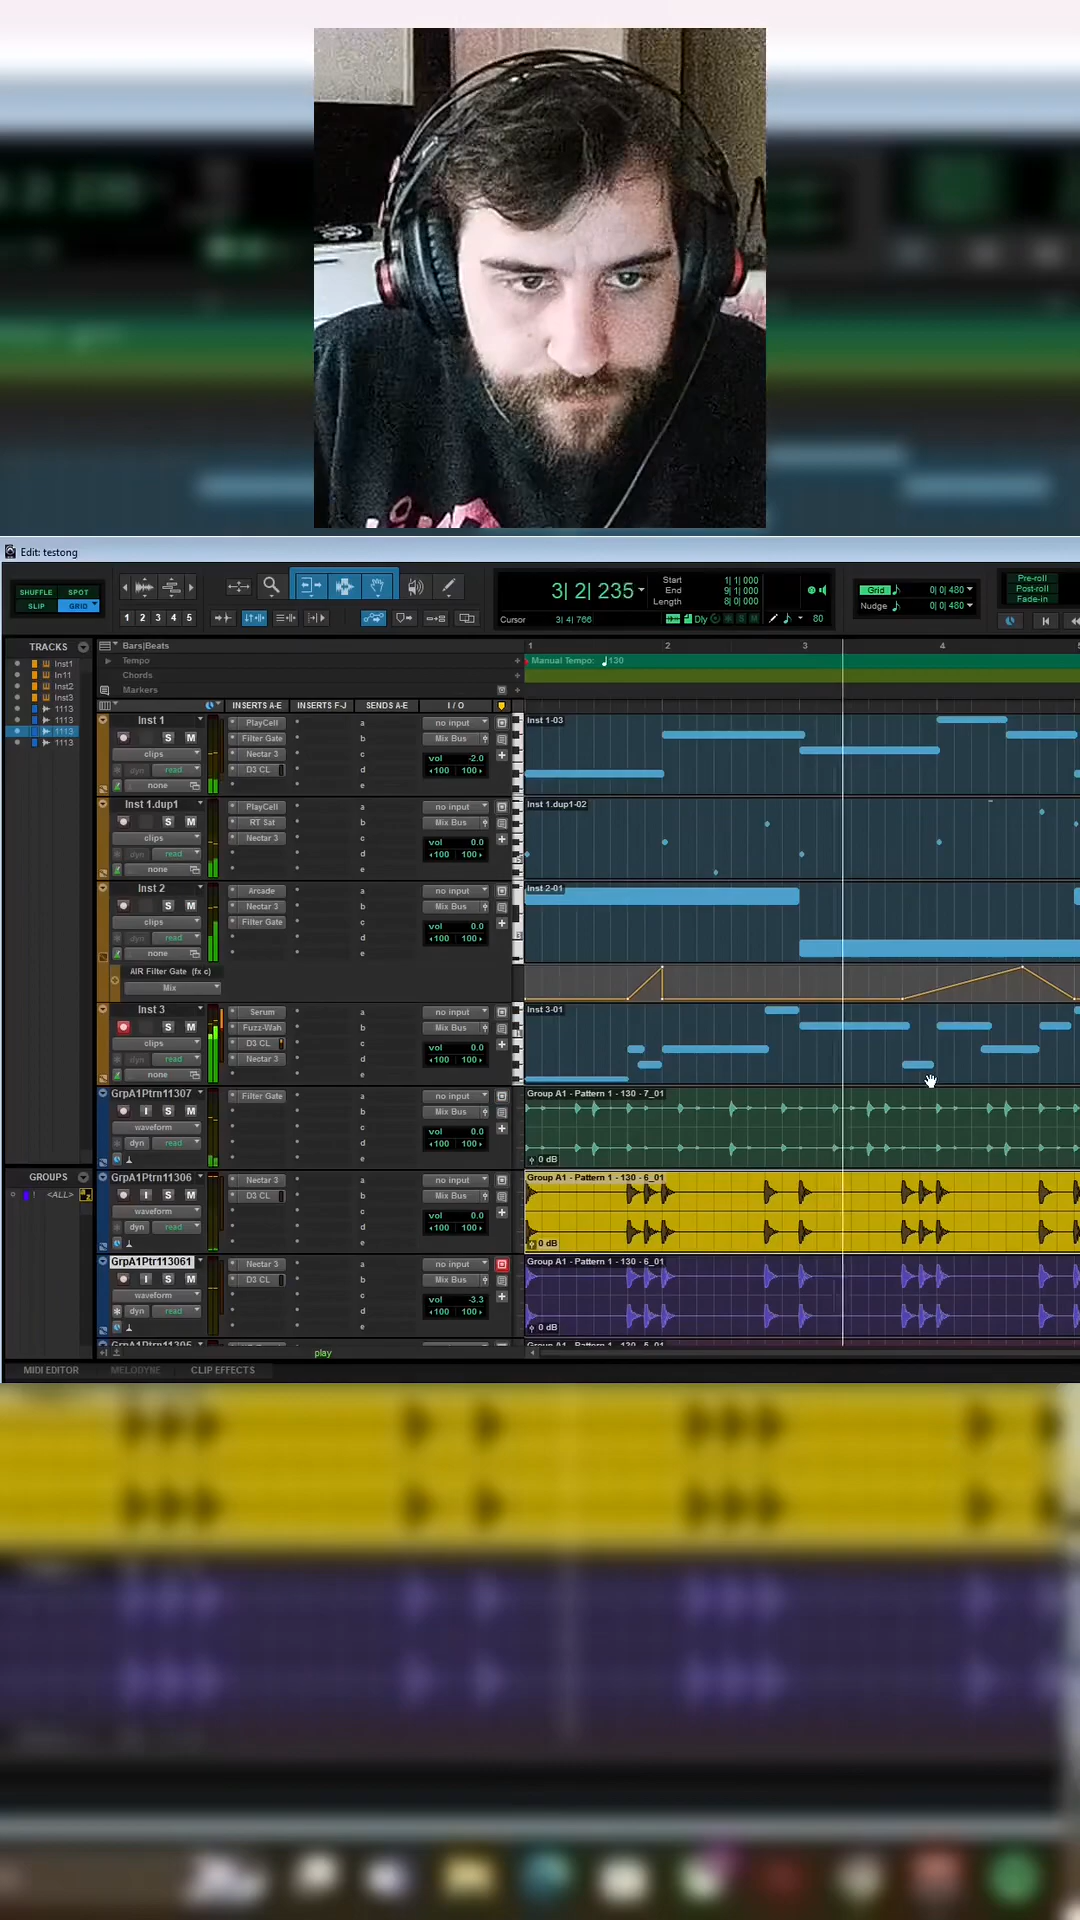 Edit: testong
SHUFFLE SPOT
SLIP GRID
1 2 3 4 5
3| 2| 235
Start 1| 1| 000
End 9| 1| 000
Length 8| 0| 000
Cursor 3| 4| 766
Dly
80
Grid 0| 0| 480
Nudge 0| 0| 480
Pre-roll
Post-roll
Fade-in
TRACKS
Inst1
In11
Inst2
Inst3
1113
1113
1113
1113
GROUPS
<ALL>
Bars|Beats
1 2 3 4
Tempo
Manual Tempo: 130
Chords
Markers
INSERTS A-E INSERTS F-J SENDS A-E I / O
Inst 1
S M
clips
dyn read
none
PlayCell
Filter Gate
Nectar 3
D3 CL
a
b
c
d
e
no input
Mix Bus
vol -2.0
100 100
Inst 1-03
Inst 1.dup1
S M
clips
dyn read
none
PlayCell
RT Sat
Nectar 3
a
b
c
d
e
no input
Mix Bus
vol 0.0
100 100
Inst 1.dup1-02
Inst 2
S M
clips
dyn read
none
Arcade
Nectar 3
Filter Gate
a
b
c
d
e
no input
Mix Bus
vol 0.0
100 100
Inst 2-01
AIR Filter Gate (fx c)
Mix
Inst 3
S M
clips
dyn read
none
Serum
Fuzz-Wah
D3 CL
Nectar 3
a
b
c
d
e
no input
Mix Bus
vol 0.0
100 100
Inst 3-01
GrpA1Ptrn11307
I S M
waveform
dyn read
Filter Gate
a
b
c
d
e
no input
Mix Bus
vol 0.0
100 100
Group A1 - Pattern 1 - 130 - 7_01
0 dB
GrpA1Ptrn11306
I S M
waveform
dyn read
Nectar 3
D3 CL
a
b
c
d
e
no input
Mix Bus
vol 0.0
100 100
Group A1 - Pattern 1 - 130 - 6_01
0 dB
GrpA1Ptr113061
I S M
waveform
dyn read
Nectar 3
D3 CL
a
b
c
d
e
no input
Mix Bus
vol -3.3
100 100
Group A1 - Pattern 1 - 130 - 6_01
0 dB
play
MIDI EDITOR MELODYNE CLIP EFFECTS